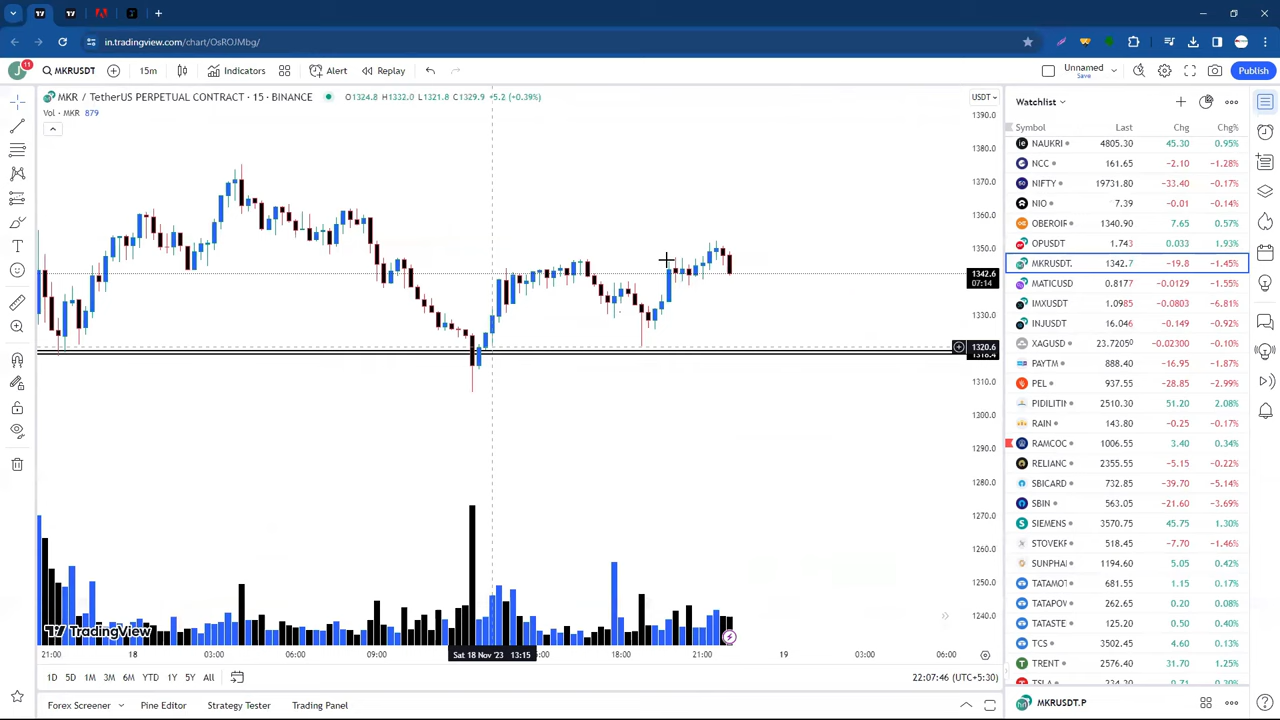 in.tradingview.com/chart/OsROJMbg/
11
MKRUSDT
15m
Indicators
Alert
Replay
Unnamed
Save
Publish
MKR / TetherUS PERPETUAL CONTRACT · 15 · BINANCE
O1324.8 H1332.0 L1321.8 C1329.9 +5.2 (+0.39%)
USDT
Vol · MKR 879
1390.0
1380.0
1370.0
1360.0
1350.0
1342.6
07:14
1330.0
1320.6
1318.4
1310.0
1300.0
1290.0
1280.0
1270.0
1260.0
1250.0
1240.0
TradingView
21:00
18
03:00
06:00
09:00
Sat 18 Nov '23 13:15
18:00
21:00
19
03:00
06:00
1D 5D 1M 3M 6M YTD 1Y 5Y All
22:07:46 (UTC+5:30)
Forex Screener
Pine Editor
Strategy Tester
Trading Panel
Watchlist
Symbol Last Chg Chg%
NAUKRI 4805.30 45.30 0.95%
NCC 161.65 −2.10 −1.28%
NIFTY 19731.80 −33.40 −0.17%
NIO 7.39 −0.01 −0.14%
OBEROIF 1340.90 7.65 0.57%
OPUSDT 1.743 0.033 1.93%
MKRUSDT. 1342.7 −19.8 −1.45%
MATICUSD 0.8177 −0.0129 −1.55%
IMXUSDT 1.0985 −0.0803 −6.81%
INJUSDT 16.046 −0.149 −0.92%
XAGUSD 23.7205 −0.02300 −0.10%
PAYTM 888.40 −16.95 −1.87%
PEL 937.55 −28.85 −2.99%
PIDILITIN 2510.30 51.20 2.08%
RAIN 143.80 −0.25 −0.17%
RAMCOC 1006.55 3.40 0.34%
RELIANC 2355.55 −5.15 −0.22%
SBICARD 732.85 −39.70 −5.14%
SBIN 563.05 −21.60 −3.69%
SIEMENS 3570.75 45.75 1.30%
STOVEKF 518.45 −7.70 −1.46%
SUNPHA 1194.60 5.05 0.42%
TATAMOT 681.55 1.15 0.17%
TATAPOV 262.65 0.20 0.08%
TATASTE 125.20 0.50 0.40%
TCS 3502.45 4.60 0.13%
TRENT 2576.40 31.70 1.25%
TSLA
MKRUSDT.P